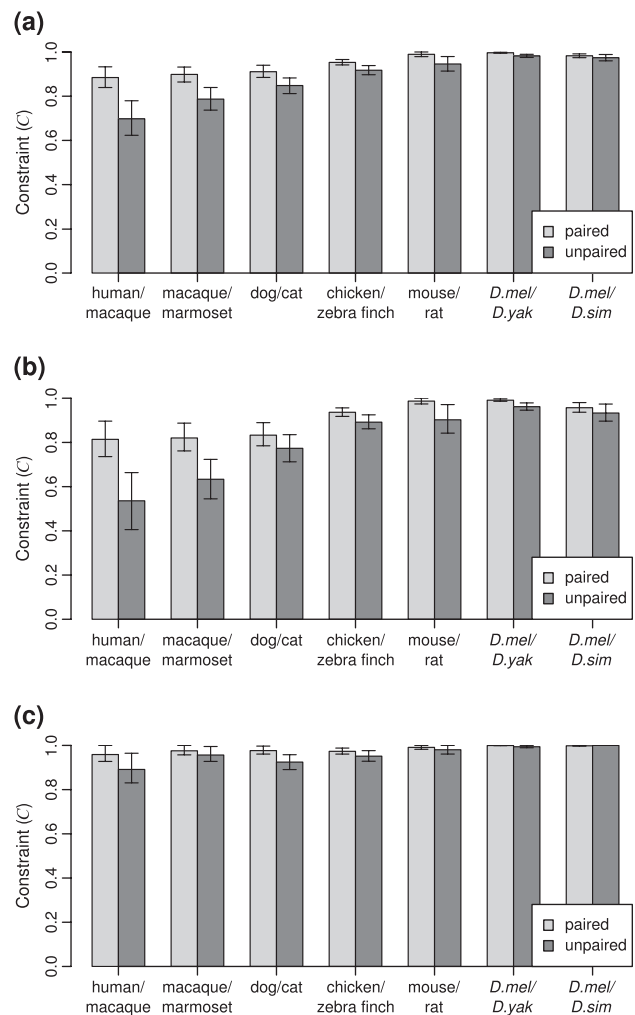 (a)
Constraint (C)
0.0 0.2 0.4 0.6 0.8 1.0
paired
unpaired
human/ macaque/ dog/cat chicken/ mouse/ D.mel/ D.mel/
macaque marmoset zebra finch rat D.yak D.sim
(b)
Constraint (C)
0.0 0.2 0.4 0.6 0.8 1.0
paired
unpaired
human/ macaque/ dog/cat chicken/ mouse/ D.mel/ D.mel/
macaque marmoset zebra finch rat D.yak D.sim
(c)
Constraint (C)
0.0 0.2 0.4 0.6 0.8 1.0
paired
unpaired
human/ macaque/ dog/cat chicken/ mouse/ D.mel/ D.mel/
macaque marmoset zebra finch rat D.yak D.sim